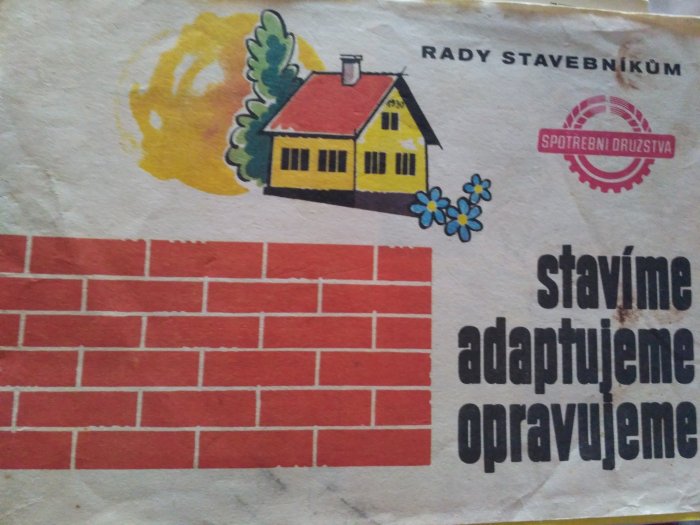 RADY STAVEBNÍKŮM
SPOTŘEBNÍ DRUŽSTVA
stavíme
adaptujeme
opravujeme